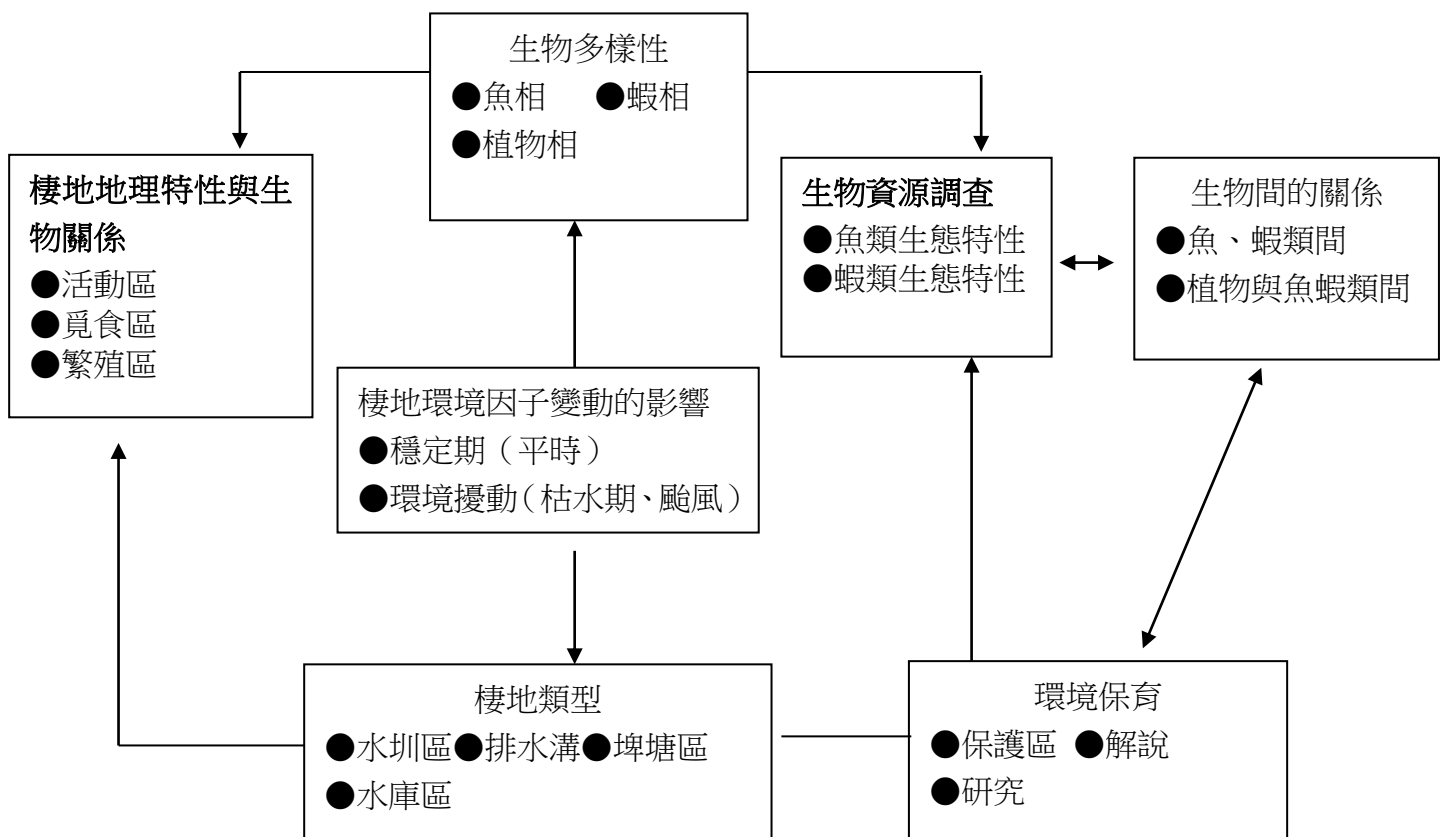 生物多樣性
●魚相 ●蝦相
●植物相
棲地地理特性與生
物關係
●活動區
●覓食區
●繁殖區
生物資源調查
●魚類生態特性
●蝦類生態特性
生物間的關係
●魚、蝦類間
●植物與魚蝦類間
棲地環境因子變動的影響
●穩定期（平時）
●環境擾動（枯水期、颱風）
棲地類型
●水圳區●排水溝●埤塘區
●水庫區
環境保育
●保護區 ●解說
●研究